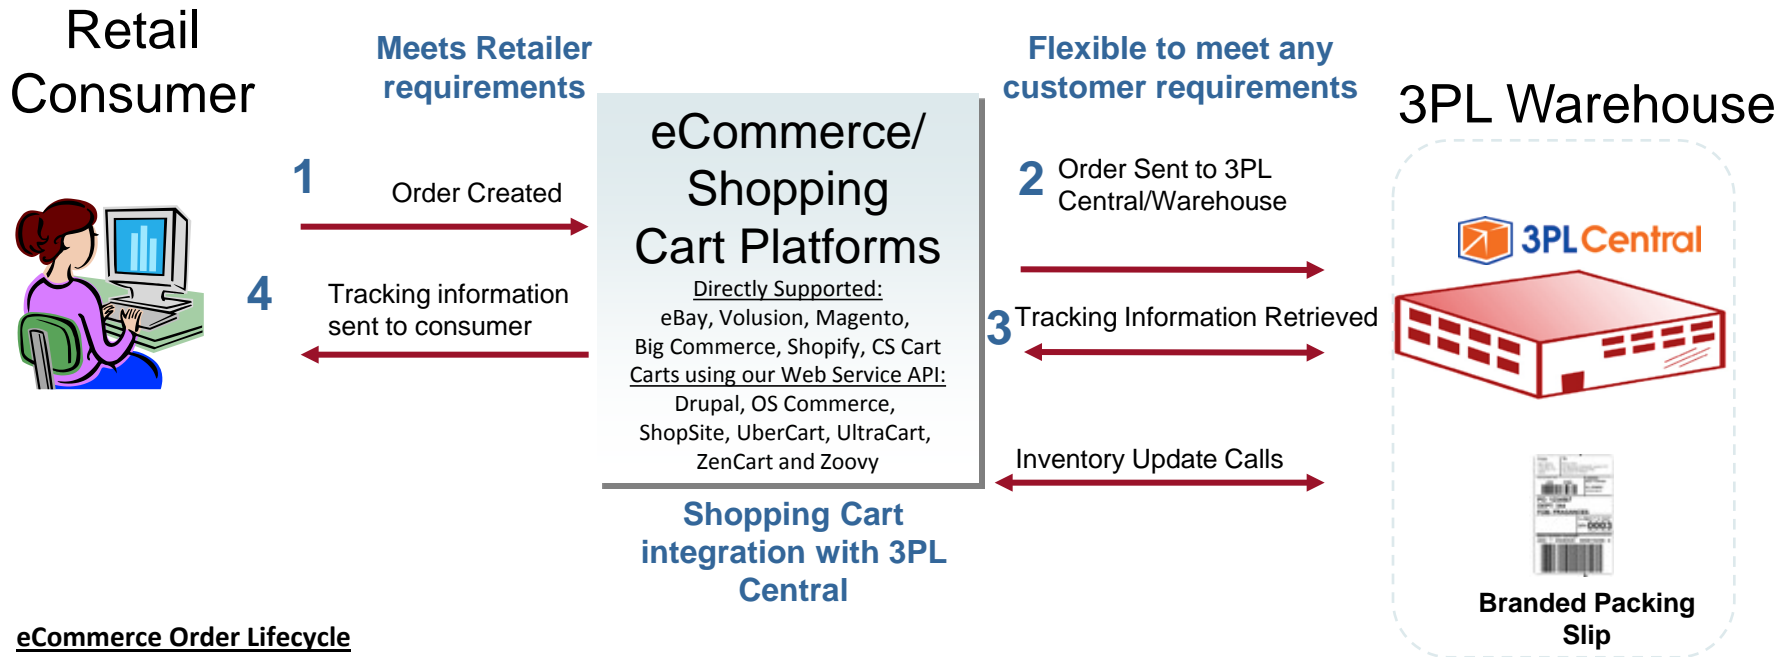 Retail
Consumer
Meets Retailer
requirements
Flexible to meet any
customer requirements
3PL Warehouse
1
Order Created
4
Tracking information
sent to consumer
eCommerce/
Shopping
Cart Platforms
Directly Supported:
eBay, Volusion, Magento,
Big Commerce, Shopify, CS Cart
Carts using our Web Service API:
Drupal, OS Commerce,
ShopSite, UberCart, UltraCart,
ZenCart and Zoovy
Shopping Cart
integration with 3PL
Central
2
Order Sent to 3PL
Central/Warehouse
3
Tracking Information Retrieved
Inventory Update Calls
3PL Central
0003
Branded Packing
Slip
eCommerce Order Lifecycle